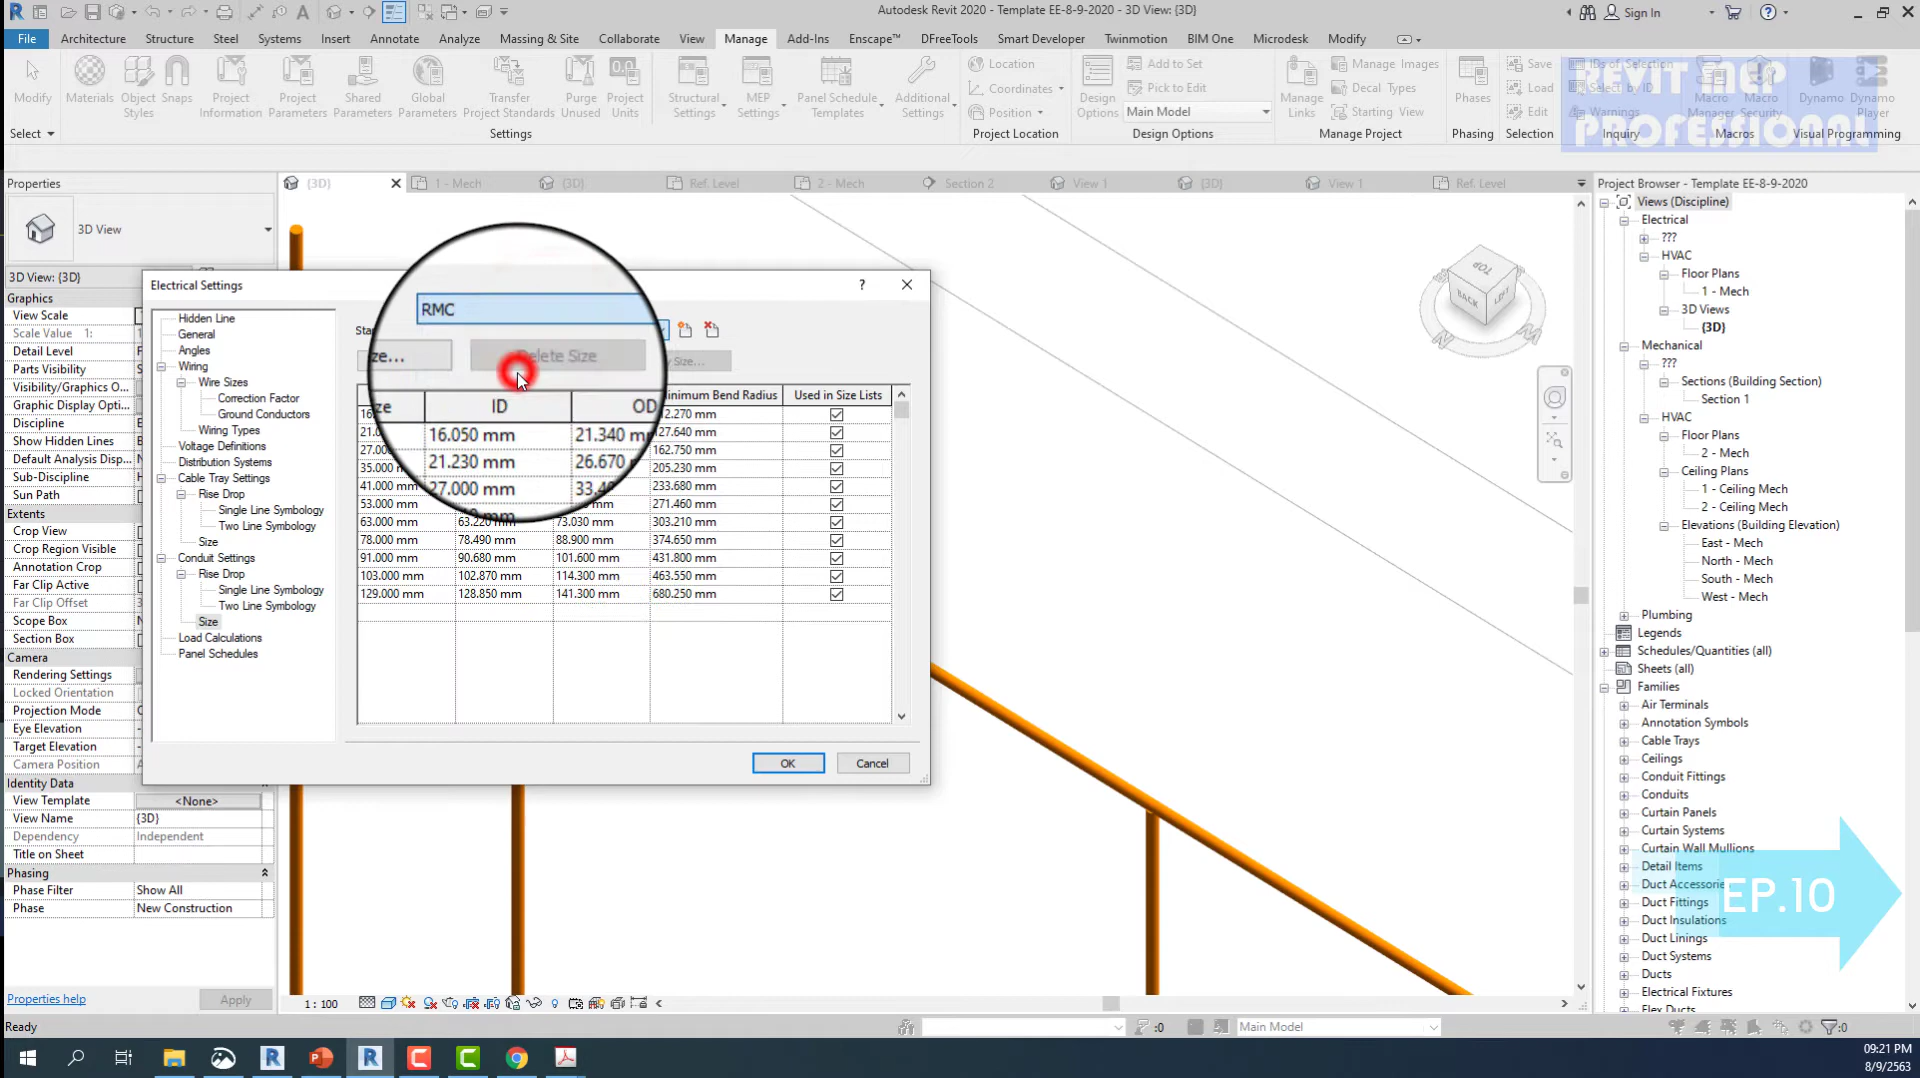 Autodesk Revit 2020 - Template EE-8-9-2020 - 3D View: {3D}
Sign In
File Architecture Structure Steel Systems Insert Annotate Analyze Massing & Site Collaborate View Manage Add-Ins Enscape™ DFreeTools Smart Developer Twinmotion BIM One Microdesk Modify
Modify
Materials
Object Styles
Snaps
Project Information
Project Parameters
Shared Parameters
Global Parameters
Transfer Project Standards
Purge Unused
Project Units
Structural Settings
MEP Settings
Panel Schedule Templates
Additional Settings
Location
Coordinates
Position
Design Options
Add to Set
Pick to Edit
Main Model
Manage Links
Manage Images
Decal Types
Starting View
Phases
Save
Load
Edit
IDs of Selection
Select by ID
Warnings
Macro Manager
Macro Security
Dynamo
Dynamo Player
REVIT MEP
PROFESSIONAL
Select
Settings
Project Location
Design Options
Manage Project
Phasing
Selection
Inquiry
Macros
Visual Programming
Properties
{3D}
1 - Mech
{3D}
Ref. Level
2 - Mech
Section 2
View 1
{3D}
View 1
Ref. Level
Project Browser - Template EE-8-9-2020
3D View
3D View: {3D}
Graphics
View Scale
Scale Value 1:
Detail Level
Parts Visibility
Visibility/Graphics O...
Graphic Display Opti...
Discipline
Show Hidden Lines
Default Analysis Disp...
Sub-Discipline
Sun Path
Extents
Crop View
Crop Region Visible
Annotation Crop
Far Clip Active
Far Clip Offset
Scope Box
Section Box
Camera
Rendering Settings
Locked Orientation
Projection Mode
Eye Elevation
Target Elevation
Camera Position
Identity Data
View Template <None>
View Name {3D}
Dependency Independent
Title on Sheet
Phasing
Phase Filter Show All
Phase New Construction
Properties help
Apply
Electrical Settings
?
Hidden Line
General
Angles
Wiring
Wire Sizes
Correction Factor
Ground Conductors
Wiring Types
Voltage Definitions
Distribution Systems
Cable Tray Settings
Rise Drop
Single Line Symbology
Two Line Symbology
Size
Conduit Settings
Rise Drop
Single Line Symbology
Two Line Symbology
Size
Load Calculations
Panel Schedules
RMC
ze...
Delete Size
Size...
ze ID OD
Minimum Bend Radius
Used in Size Lists
16.050 mm 21.340 m
21.230 mm 26.670
27.000 mm 33.4
127.640 mm
162.750 mm
205.230 mm
233.680 mm
271.460 mm
63.000 mm 63.220 mm 73.030 mm 303.210 mm
78.000 mm 78.490 mm 88.900 mm 374.650 mm
91.000 mm 90.680 mm 101.600 mm 431.800 mm
103.000 mm 102.870 mm 114.300 mm 463.550 mm
129.000 mm 128.850 mm 141.300 mm 680.250 mm
OK
Cancel
TOP
BACK
LEFT
Views (Discipline)
Electrical
???
HVAC
Floor Plans
1 - Mech
3D Views
{3D}
Mechanical
???
Sections (Building Section)
Section 1
HVAC
Floor Plans
2 - Mech
Ceiling Plans
1 - Ceiling Mech
2 - Ceiling Mech
Elevations (Building Elevation)
East - Mech
North - Mech
South - Mech
West - Mech
Plumbing
Legends
Schedules/Quantities (all)
Sheets (all)
Families
Air Terminals
Annotation Symbols
Cable Trays
Ceilings
Conduit Fittings
Conduits
Curtain Panels
Curtain Systems
Curtain Wall Mullions
Detail Items
Duct Accessories
Duct Fittings
Duct Insulations
Duct Linings
Duct Systems
Ducts
Electrical Fixtures
Flex Ducts
EP.10
1 : 100
Ready
:0
Main Model
:0
09:21 PM
8/9/2563